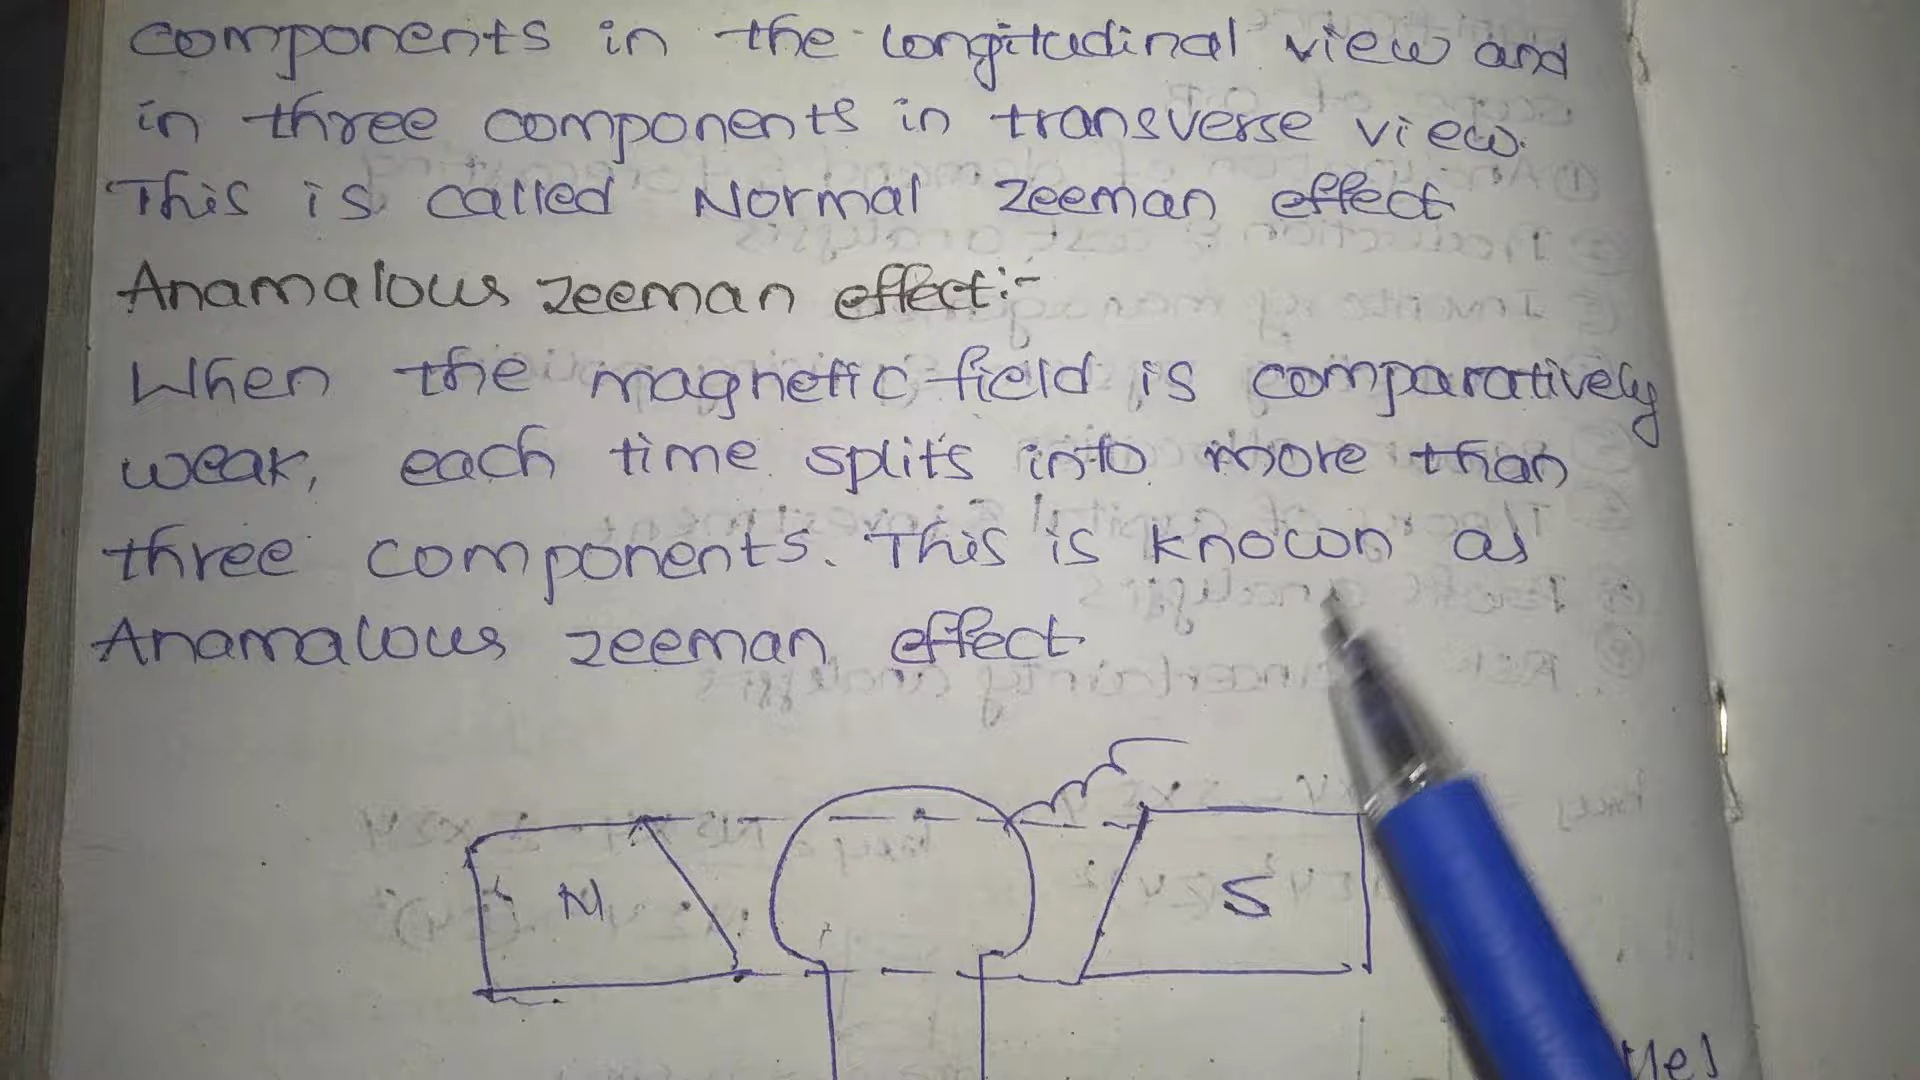 components in the longitudinal view and
in three components in transverse view.
This is called Normal Zeeman effect
Anamalous Zeeman effect:-
When the magnetic field is comparatively
weak, each time splits into more than
three components. This is known as
Anamalous zeeman effect.
N S